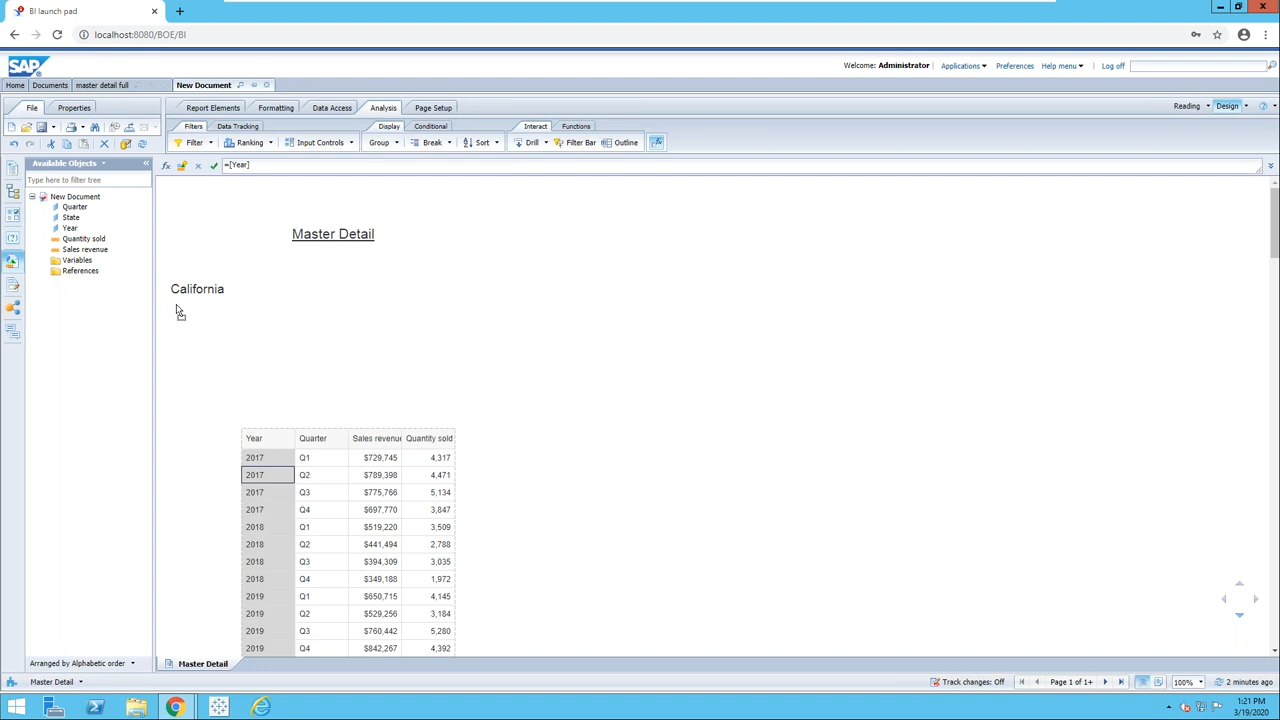 BI launch pad
localhost:8080/BOE/BI
SAP
Welcome: Administrator
Applications
Preferences
Help menu
Log off
Home
Documents
master detail full
New Document
File
Properties
Report Elements
Formatting
Data Access
Analysis
Page Setup
Reading
Design
Filters
Data Tracking
Display
Conditional
Interact
Functions
Filter
Ranking
Input Controls
Group
Break
Sort
Drill
Filter Bar
Outline
Available Objects
=[Year]
Type here to filter tree
New Document
Quarter
State
Year
Quantity sold
Sales revenue
Variables
References
Master Detail
California
Year Quarter Sales revenue Quantity sold
2017 Q1 $729,745 4,317
2017 Q2 $789,398 4,471
2017 Q3 $775,766 5,134
2017 Q4 $697,770 3,847
2018 Q1 $519,220 3,509
2018 Q2 $441,494 2,788
2018 Q3 $394,309 3,035
2018 Q4 $349,188 1,972
2019 Q1 $650,715 4,145
2019 Q2 $529,256 3,184
2019 Q3 $760,442 5,280
2019 Q4 $842,267 4,392
Arranged by Alphabetic order
Master Detail
Master Detail
Track changes: Off
Page 1 of 1+
100%
2 minutes ago
1:21 PM
3/19/2020